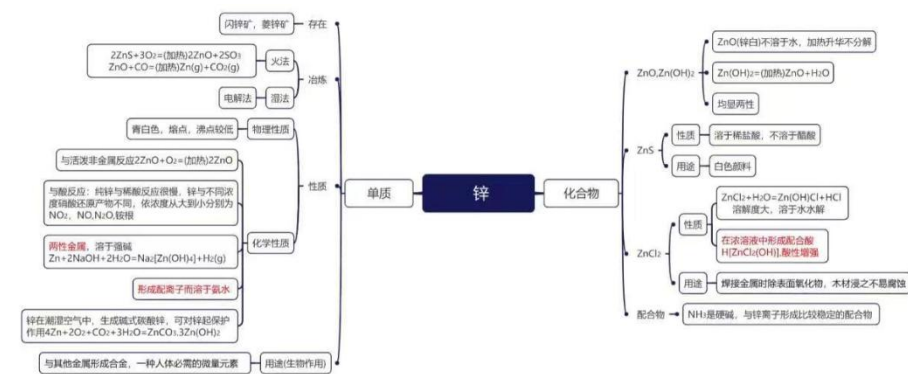 锌
单质
存在
闪锌矿，菱锌矿
冶炼
火法
2ZnS+3O₂=(加热)2ZnO+2SO₃
ZnO+CO=(加热)Zn(g)+CO₂(g)
湿法
电解法
性质
物理性质
青白色，熔点，沸点较低
化学性质
与活泼非金属反应2ZnO+O₂=(加热)2ZnO
与酸反应：纯锌与稀酸反应很慢，锌与不同浓
度硝酸还原产物不同，依浓度从大到小分别为
NO₂，NO,N₂O,铵根
两性金属，溶于强碱
Zn+2NaOH+2H₂O=Na₂[Zn(OH)₄]+H₂(g)
形成配离子而溶于氨水
锌在潮湿空气中，生成碱式碳酸锌，可对锌起保护
作用4Zn+2O₂+CO₂+3H₂O=ZnCO₃.3Zn(OH)₂
用途(生物作用)
与其他金属形成合金，一种人体必需的微量元素
化合物
ZnO,Zn(OH)₂
ZnO(锌白)不溶于水，加热升华不分解
Zn(OH)₂=(加热)ZnO+H₂O
均显两性
ZnS
性质
溶于稀盐酸，不溶于醋酸
用途
白色颜料
ZnCl₂
性质
ZnCl₂+H₂O=Zn(OH)Cl+HCl
溶解度大，溶于水水解
在浓溶液中形成配合酸
H[ZnCl₂(OH)],酸性增强
用途
焊接金属时除表面氧化物，木材浸之不易腐蚀
配合物
NH₃是硬碱，与锌离子形成比较稳定的配合物